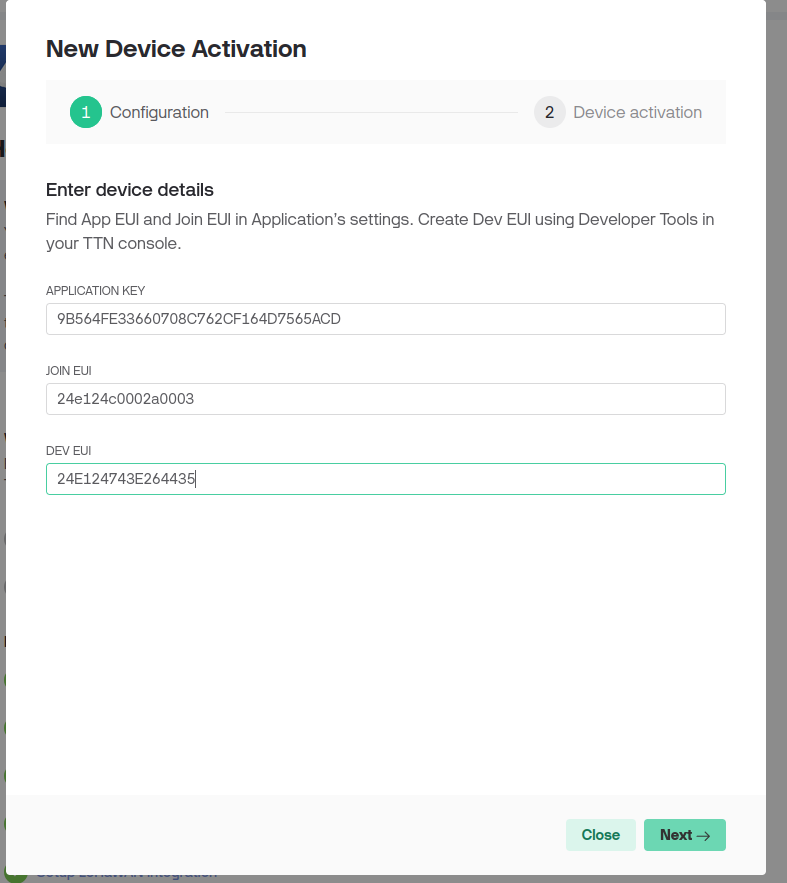 New Device Activation
1 Configuration 2 Device activation
Enter device details
Find App EUI and Join EUI in Application's settings. Create Dev EUI using Developer Tools in
your TTN console.
APPLICATION KEY
9B564FE33660708C762CF164D7565ACD
JOIN EUI
24e124c0002a0003
DEV EUI
24E124743E264435
Close Next →